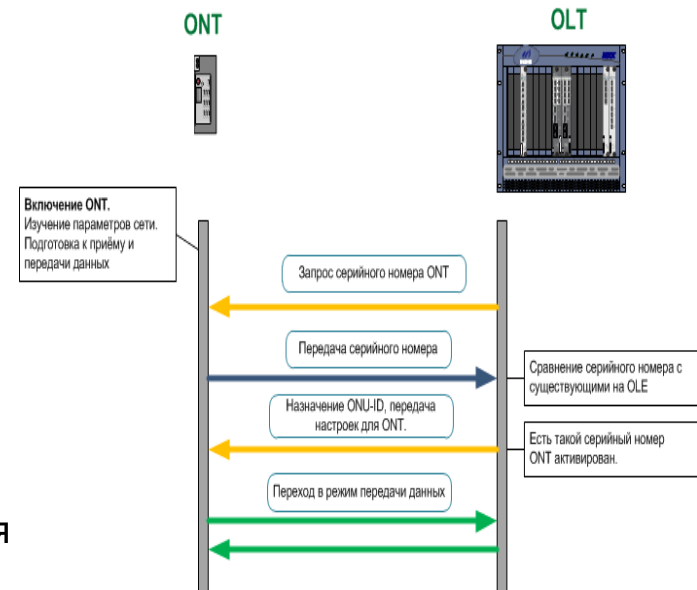 ONT
OLT
Включение ONT.
Изучение параметров сети.
Подготовка к приёму и
передачи данных
Запрос серийного номера ONT
Передача серийного номера
Сравнение серийного номера с
существующими на OLE
Назначение ONU-ID, передача
настроек для ONT.
Есть такой серийный номер
ONT активирован.
Переход в режим передачи данных
я